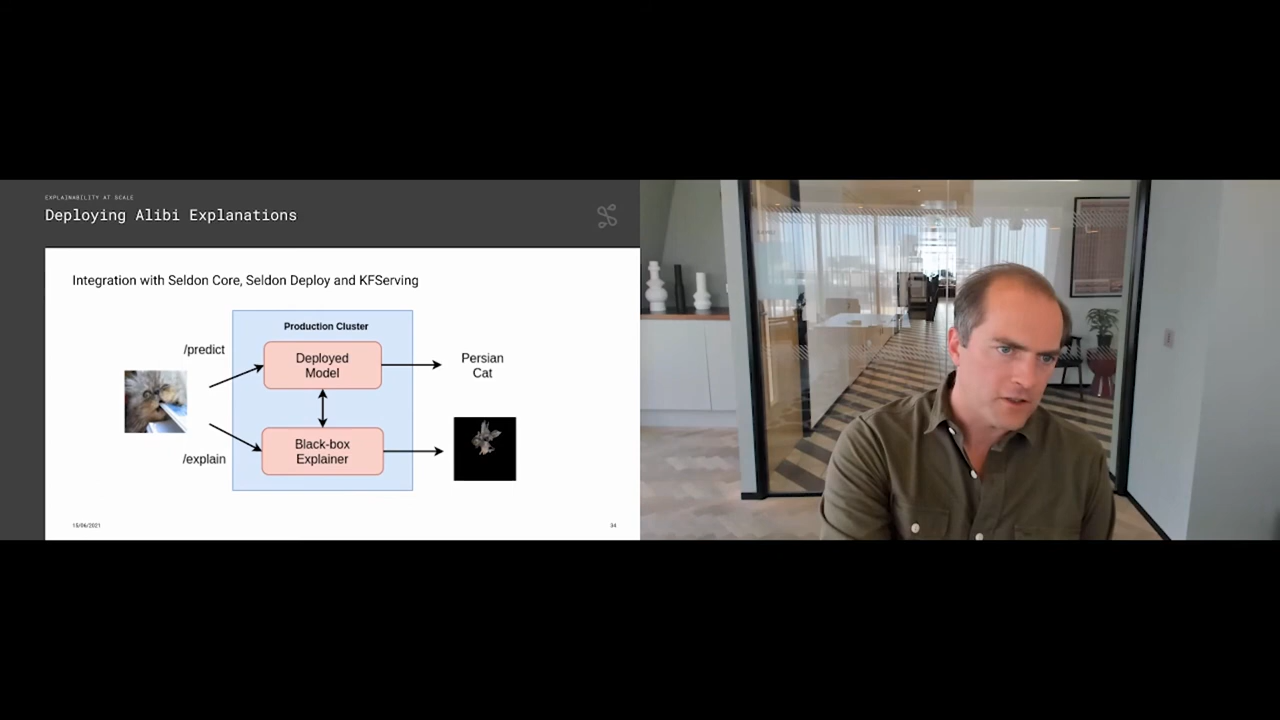 EXPLAINABILITY AT SCALE
Deploying Alibi Explanations
Integration with Seldon Core, Seldon Deploy and KFServing
Production Cluster
/predict
Deployed
Model
Persian
Cat
/explain
Black-box
Explainer
15/06/2021
34